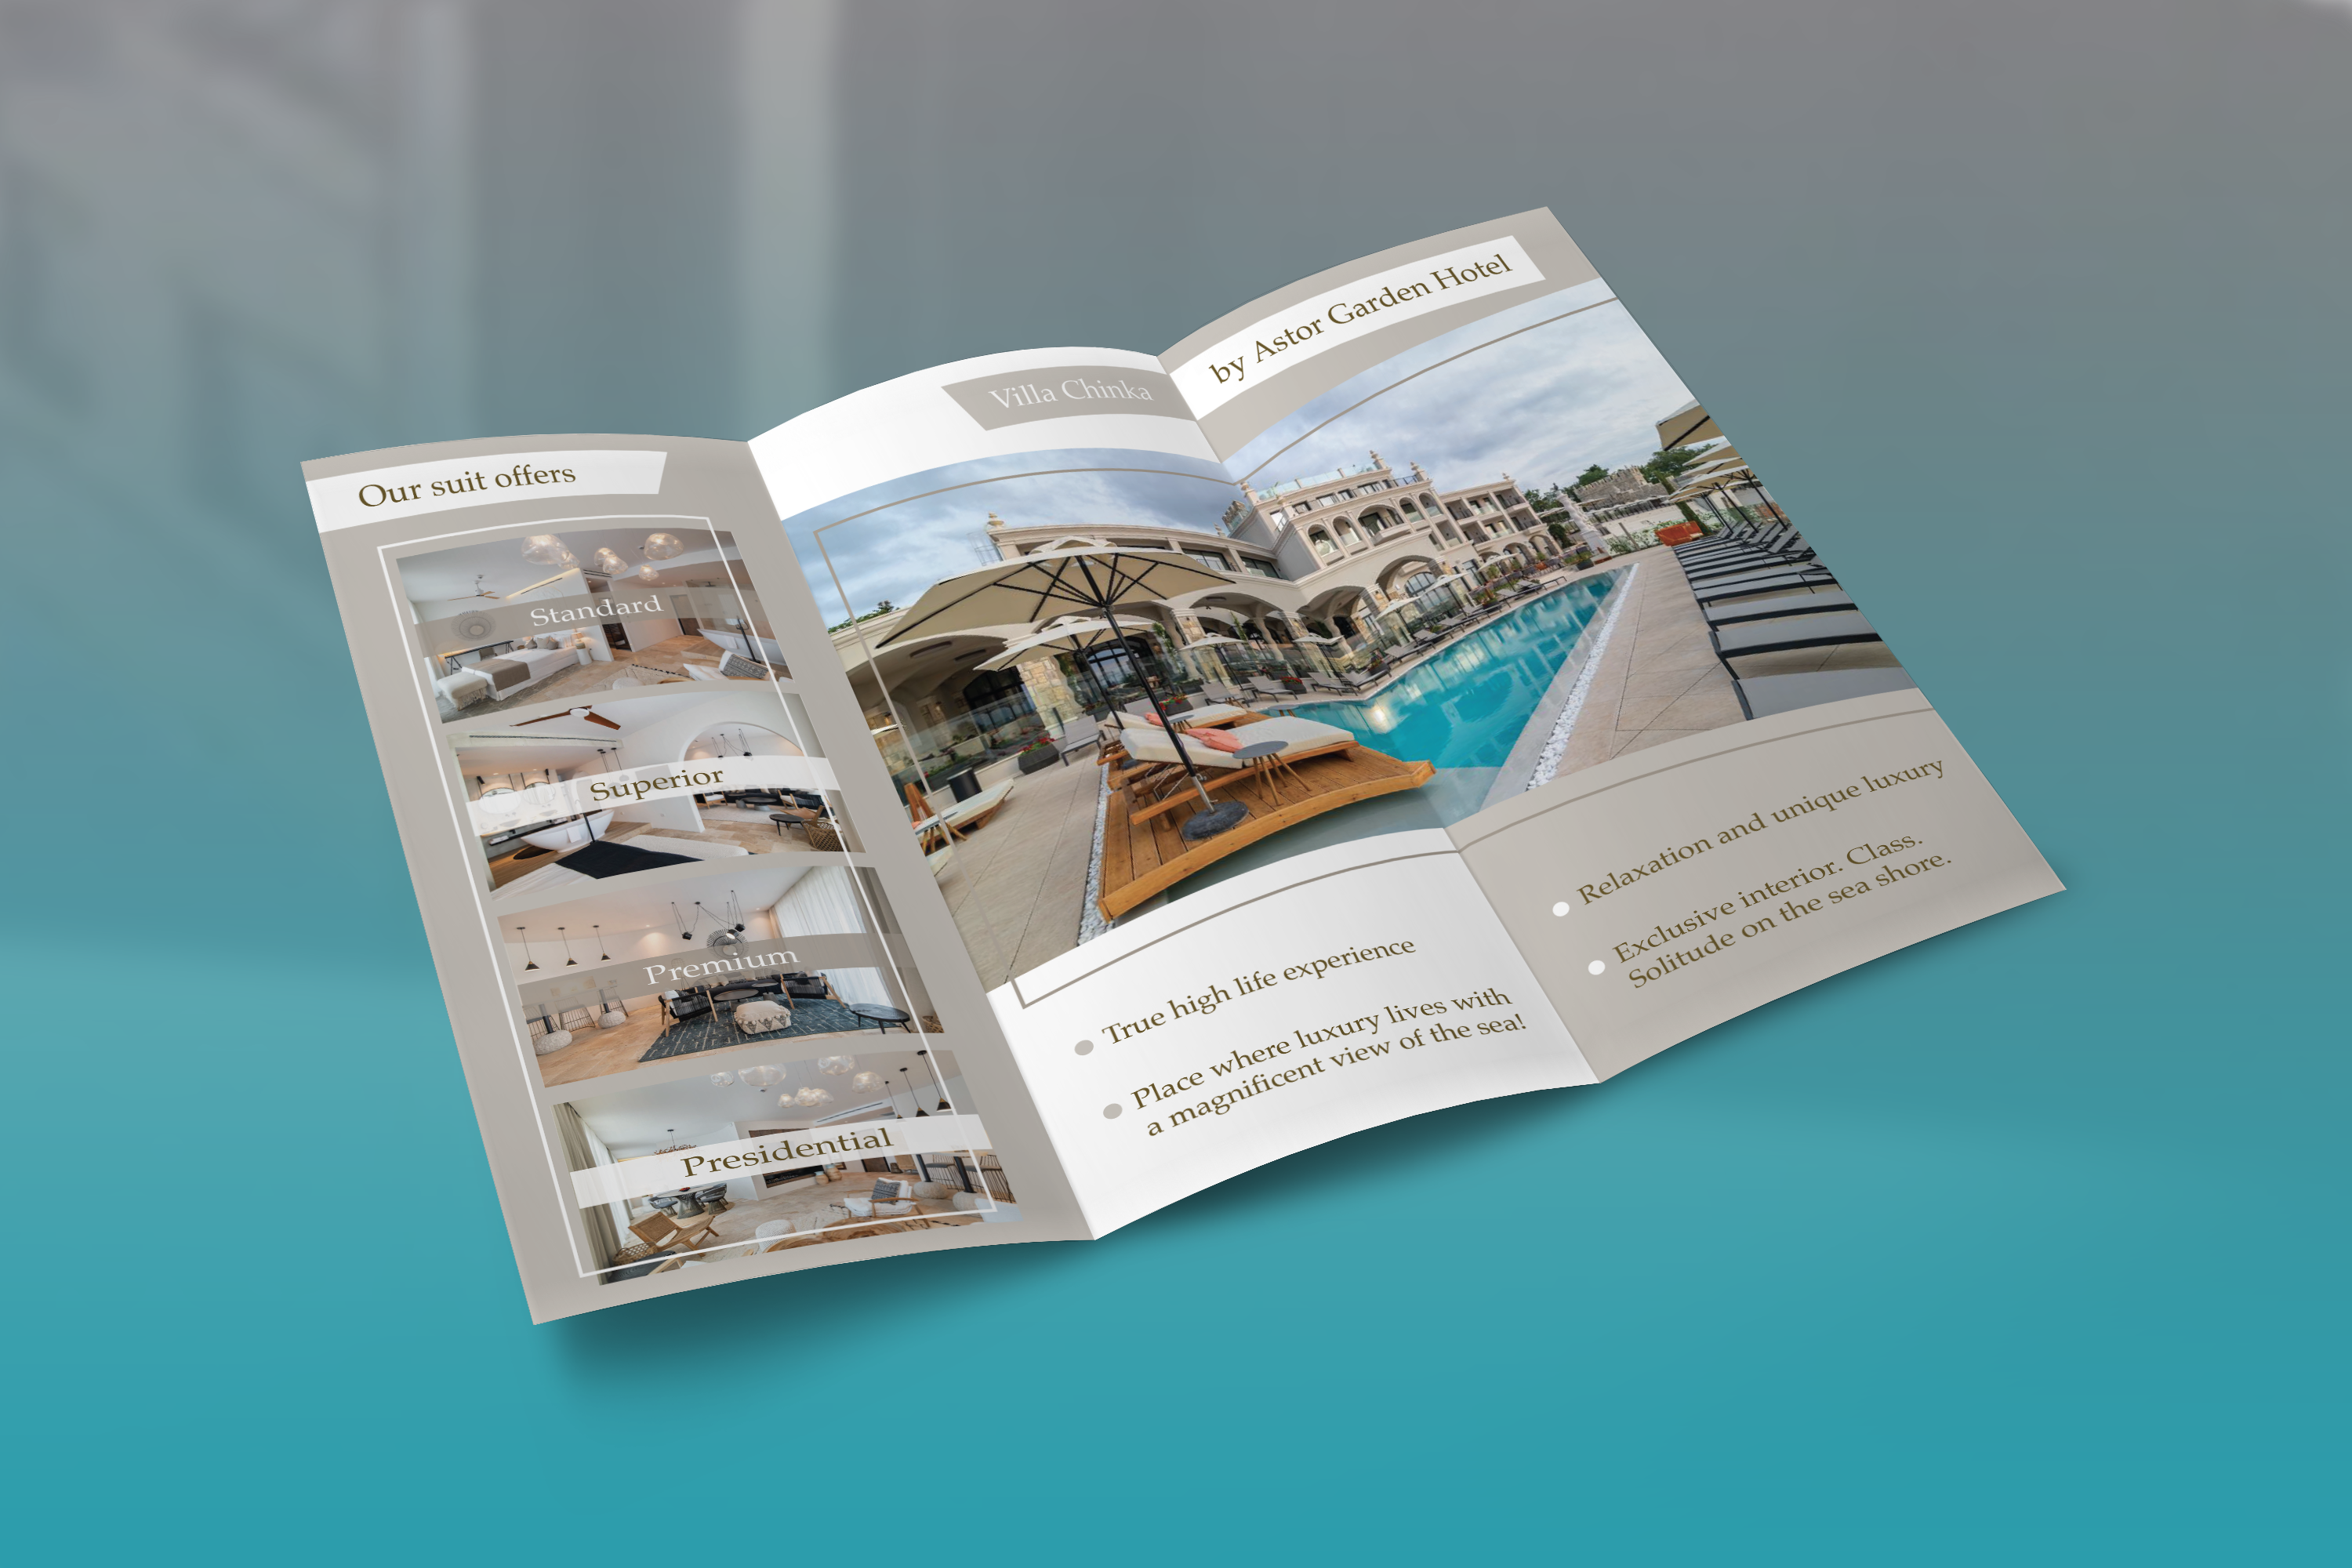 Our suit offers
Standard
Superior
Premium
Presidential
Villa Chinka
True high life experience
Place where luxury lives with
a magnificent view of the sea!
by Astor Garden Hotel
Relaxation and unique luxury
Exclusive interior. Class.
Solitude on the sea shore.